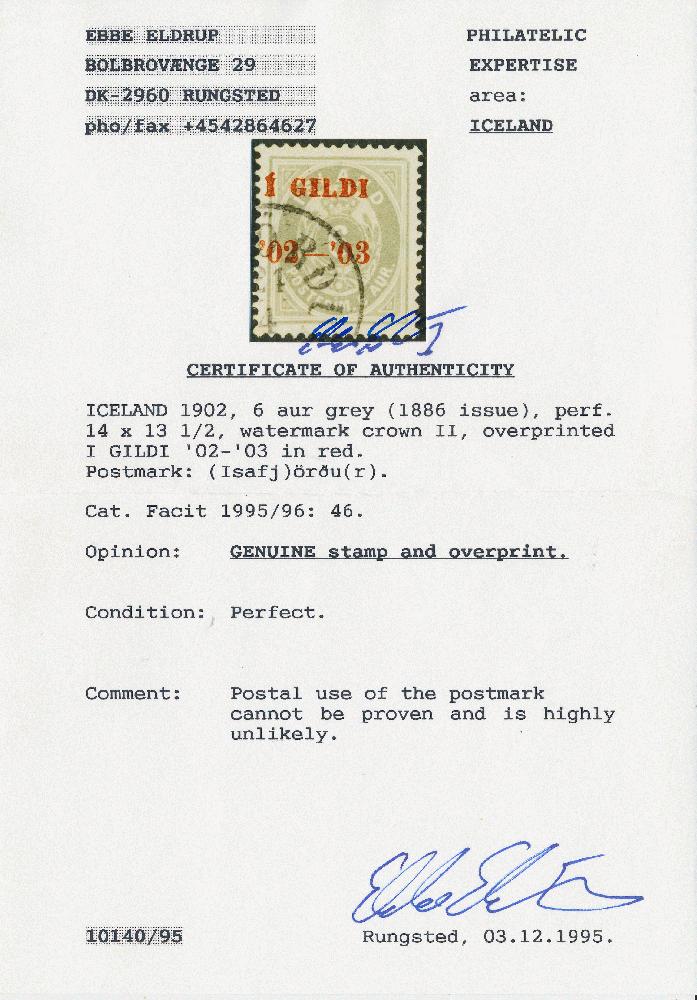 EBBE ELDRUP
BOLBROVÆNGE 29
DK-2960 RUNGSTED
pho/fax +4542864627
PHILATELIC
EXPERTISE
area:
ICELAND
1 GILDI
'02—'03
CERTIFICATE OF AUTHENTICITY
ICELAND 1902, 6 aur grey (1886 issue), perf.
14 x 13 1/2, watermark crown II, overprinted
I GILDI '02-'03 in red.
Postmark: (Isafj)örðu(r).
Cat. Facit 1995/96: 46.
Opinion: GENUINE stamp and overprint.
Condition: Perfect.
Comment: Postal use of the postmark
cannot be proven and is highly
unlikely.
10140/95
Rungsted, 03.12.1995.